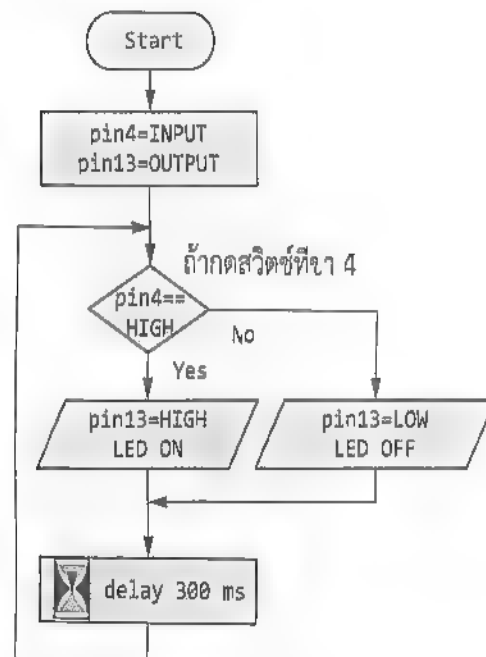 Start
pin4=INPUT
pin13=OUTPUT
ถ้ากดสวิตช์ที่ขา 4
pin4==
HIGH
No
Yes
pin13=HIGH
LED ON
pin13=LOW
LED OFF
delay 300 ms